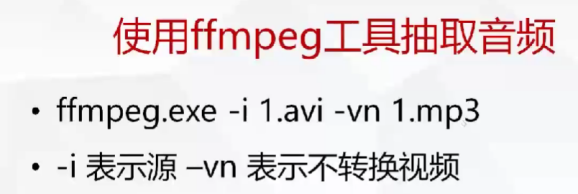 使用ffmpeg工具抽取音频
• ffmpeg.exe -i 1.avi -vn 1.mp3
• -i 表示源 –vn 表示不转换视频